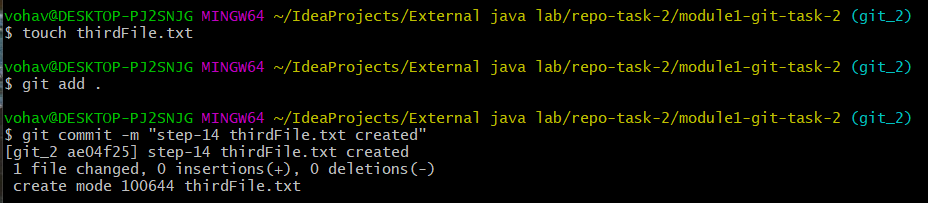 vohav@DESKTOP-PJ2SNJG MINGW64 ~/IdeaProjects/External java lab/repo-task-2/module1-git-task-2 (git_2)
$ touch thirdFile.txt
vohav@DESKTOP-PJ2SNJG MINGW64 ~/IdeaProjects/External java lab/repo-task-2/module1-git-task-2 (git_2)
$ git add .
vohav@DESKTOP-PJ2SNJG MINGW64 ~/IdeaProjects/External java lab/repo-task-2/module1-git-task-2 (git_2)
$ git commit -m "step-14 thirdFile.txt created"
[git_2 ae04f25] step-14 thirdFile.txt created
 1 file changed, 0 insertions(+), 0 deletions(-)
 create mode 100644 thirdFile.txt